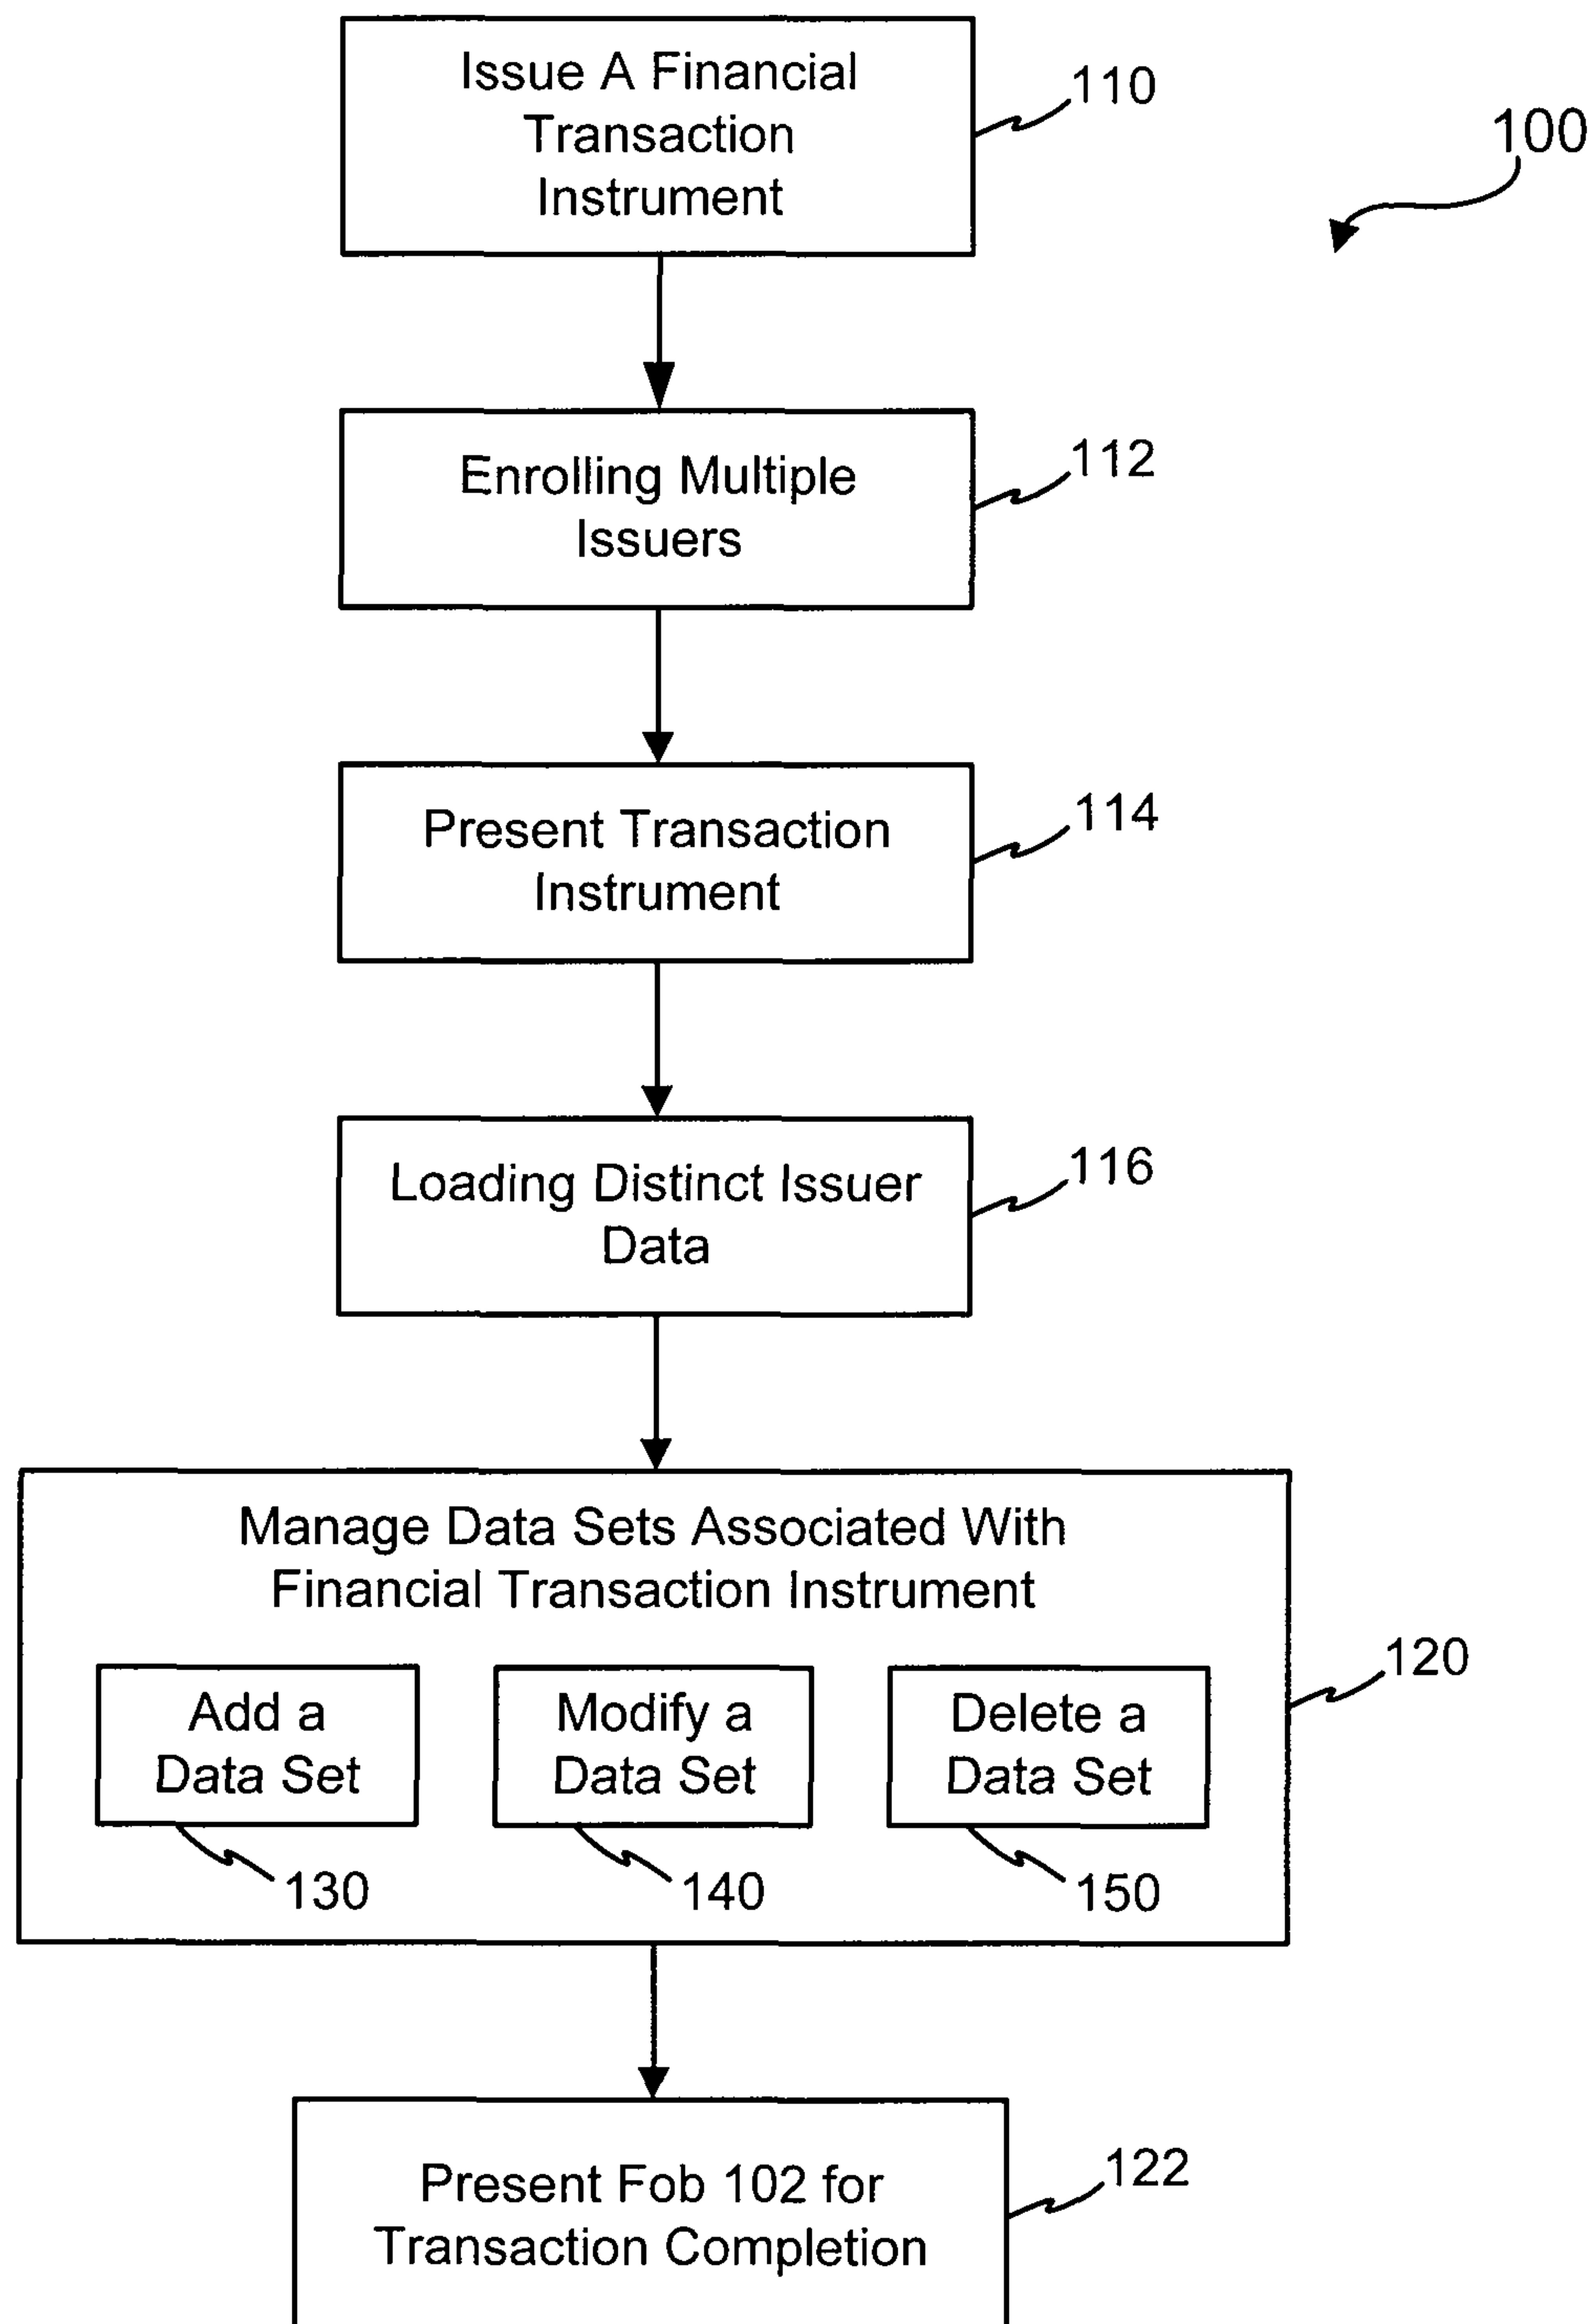 Issue A Financial
Transaction
Instrument
110
100
Enrolling Multiple
Issuers
112
Present Transaction
Instrument
114
Loading Distinct Issuer
Data
116
Manage Data Sets Associated With
Financial Transaction Instrument
120
Add a
Data Set
130
Modify a
Data Set
140
Delete a
Data Set
150
Present Fob 102 for
Transaction Completion
122